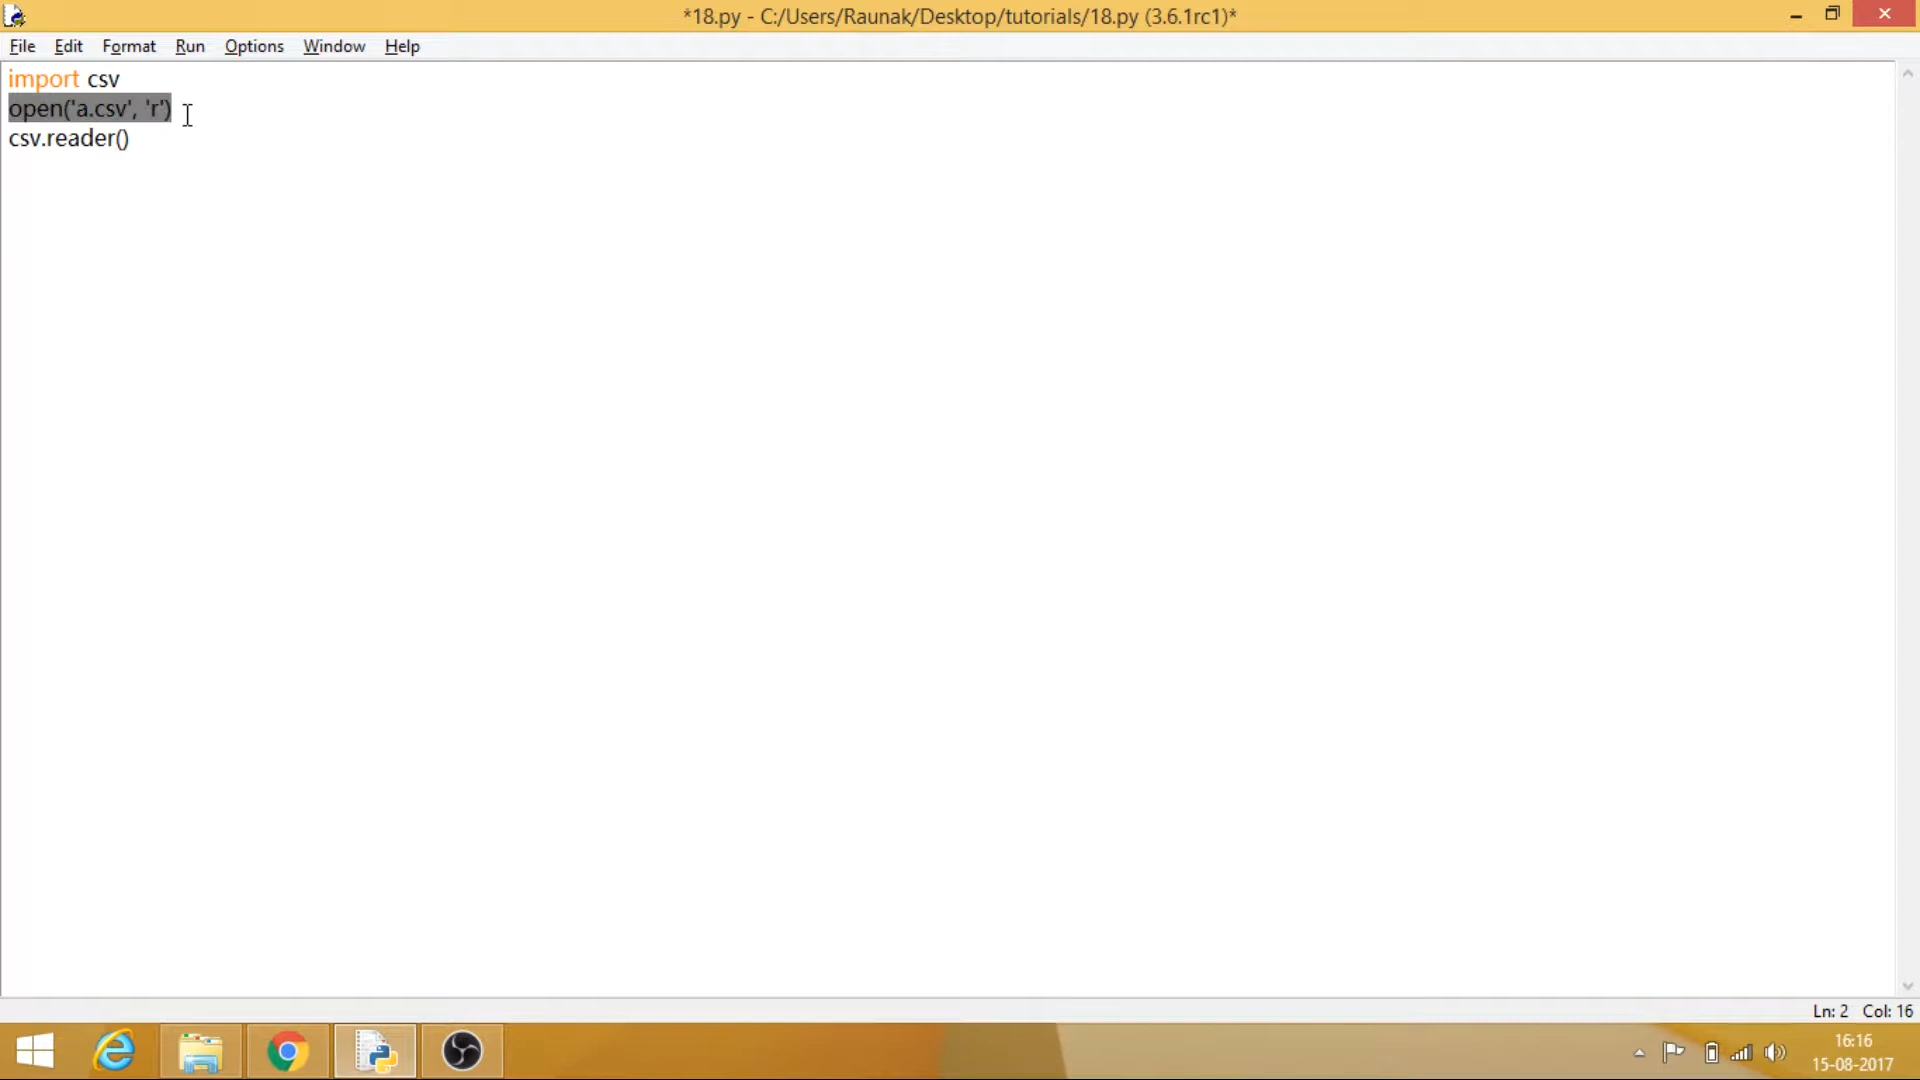 *18.py - C:/Users/Raunak/Desktop/tutorials/18.py (3.6.1rc1)*
File Edit Format Run Options Window Help
import csv
open('a.csv', 'r')
csv.reader()
Ln: 2 Col: 16
16:16
15-08-2017